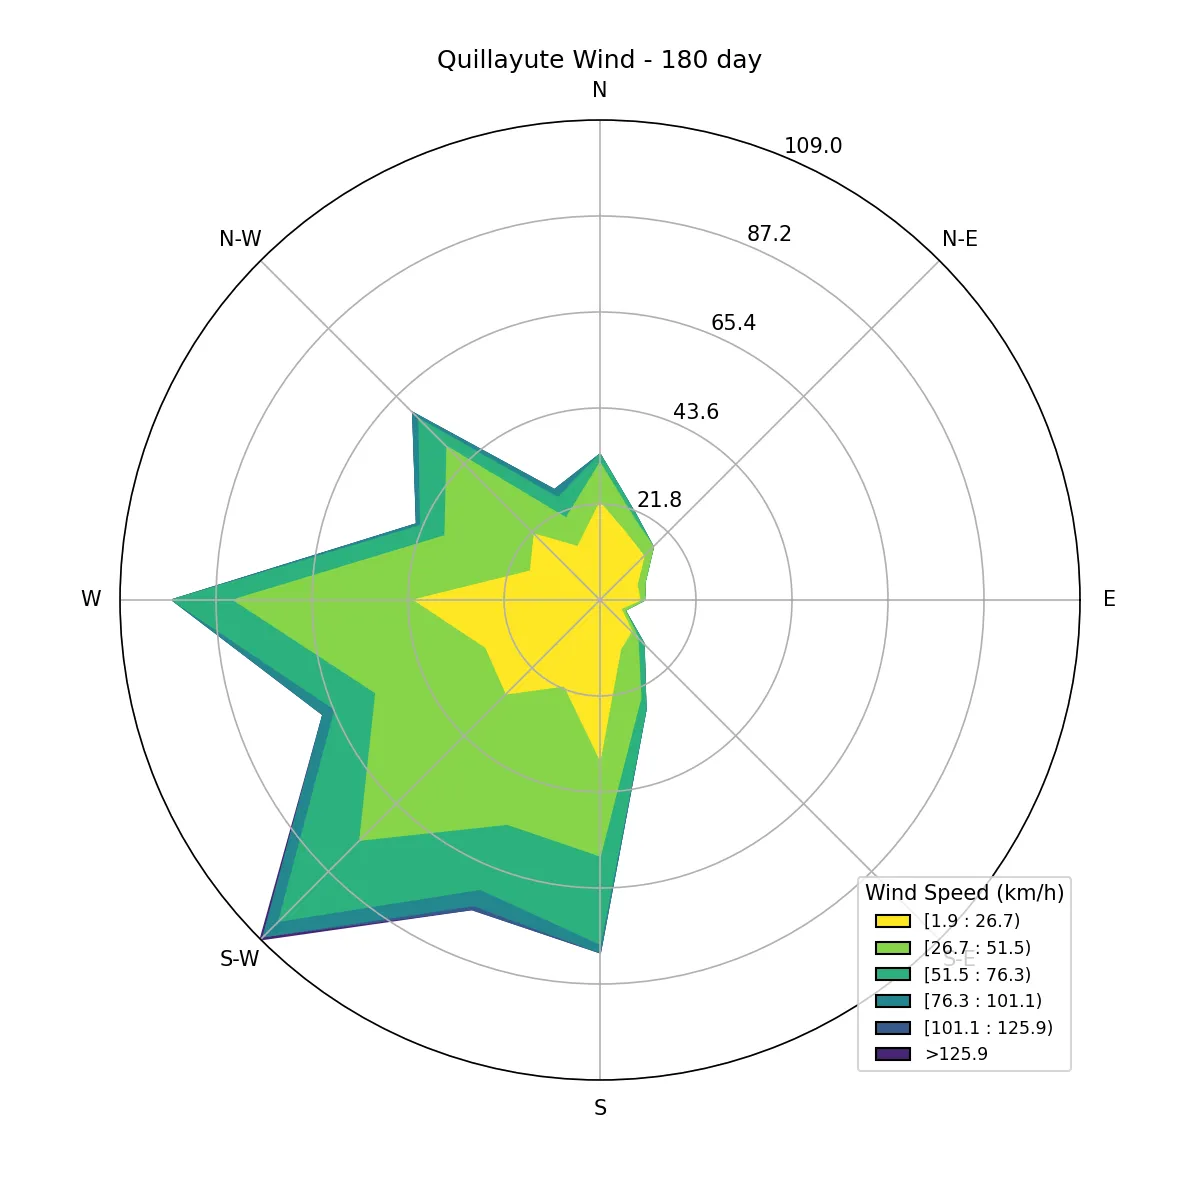 Quillayute Wind - 180 day
N
109.0
87.2
N-W
N-E
65.4
43.6
21.8
W
E
Wind Speed (km/h)
[1.9 : 26.7)
[26.7 : 51.5)
S-W
S-E
[51.5 : 76.3)
[76.3 : 101.1)
[101.1 : 125.9)
>125.9
S